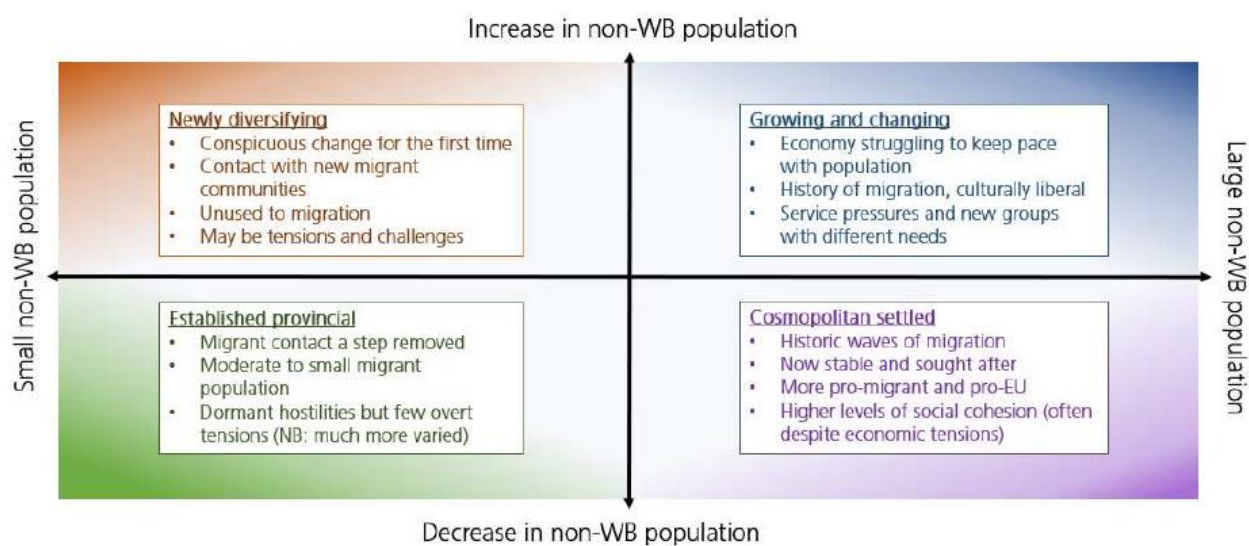 Increase in non-WB population
Small non-WB population
Newly diversifying
• Conspicuous change for the first time
• Contact with new migrant
communities
• Unused to migration
• May be tensions and challenges
Growing and changing
• Economy struggling to keep pace
with population
• History of migration, culturally liberal
• Service pressures and new groups
with different needs
Large non-WB population
Established provincial
• Migrant contact a step removed
• Moderate to small migrant
population
• Dormant hostilities but few overt
tensions (NB: much more varied)
Cosmopolitan settled
• Historic waves of migration
• Now stable and sought after
• More pro-migrant and pro-EU
• Higher levels of social cohesion (often
despite economic tensions)
Decrease in non-WB population